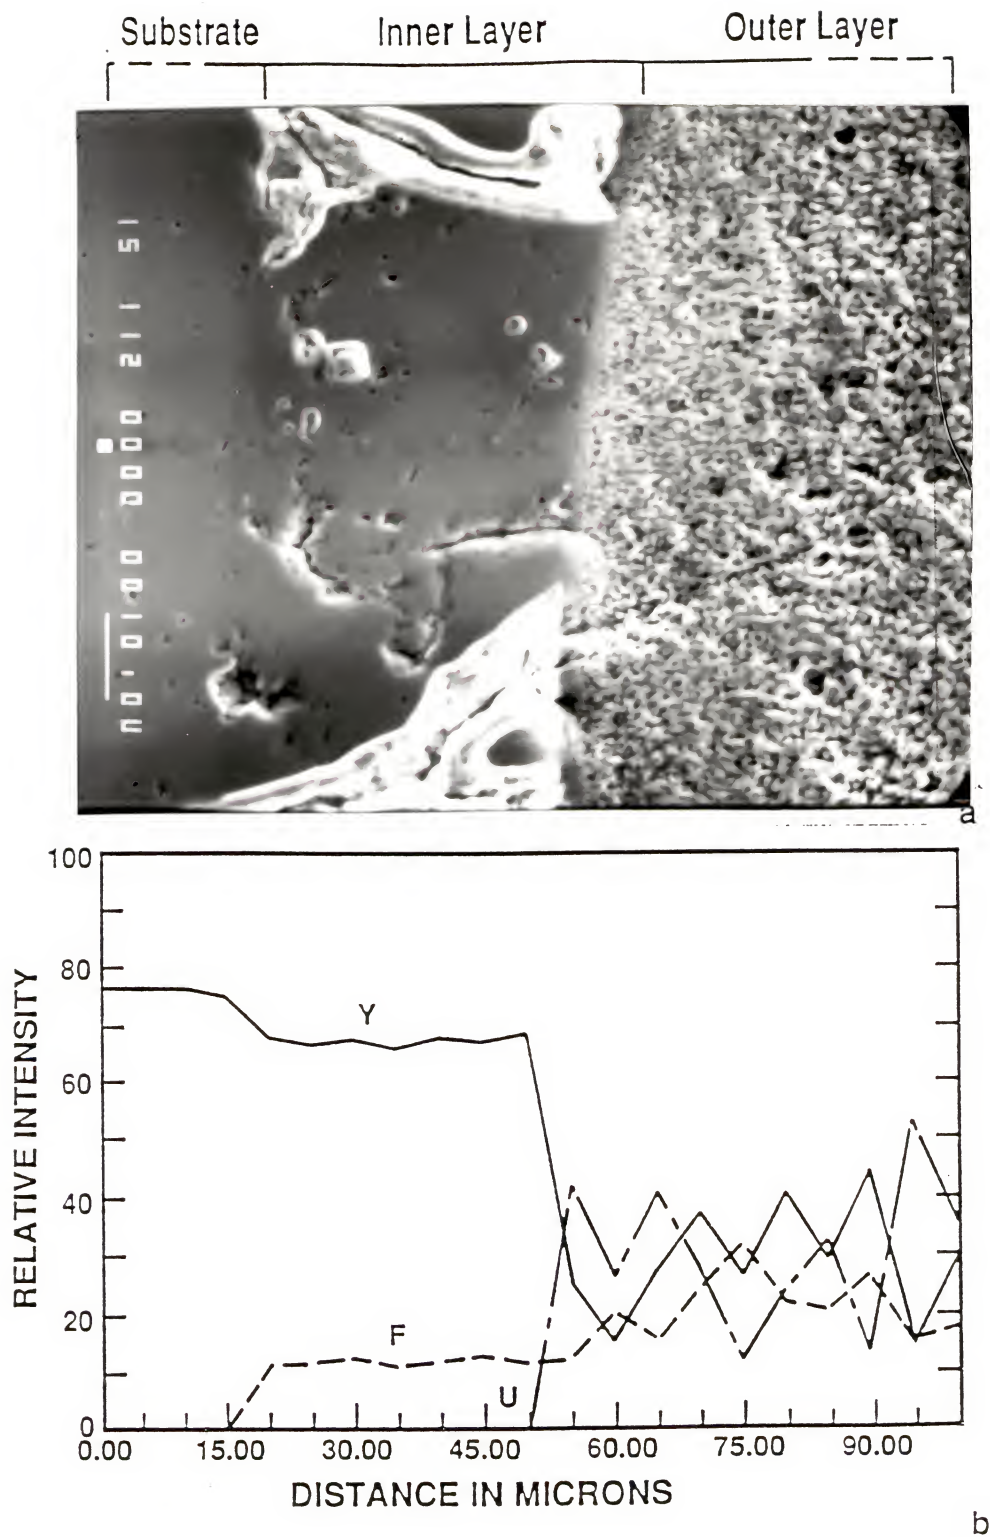 Substrate Inner Layer Outer Layer
a
100
80
60
40
20
0
RELATIVE INTENSITY
Y
F
U
0.00 15.00 30.00 45.00 60.00 75.00 90.00
DISTANCE IN MICRONS
b